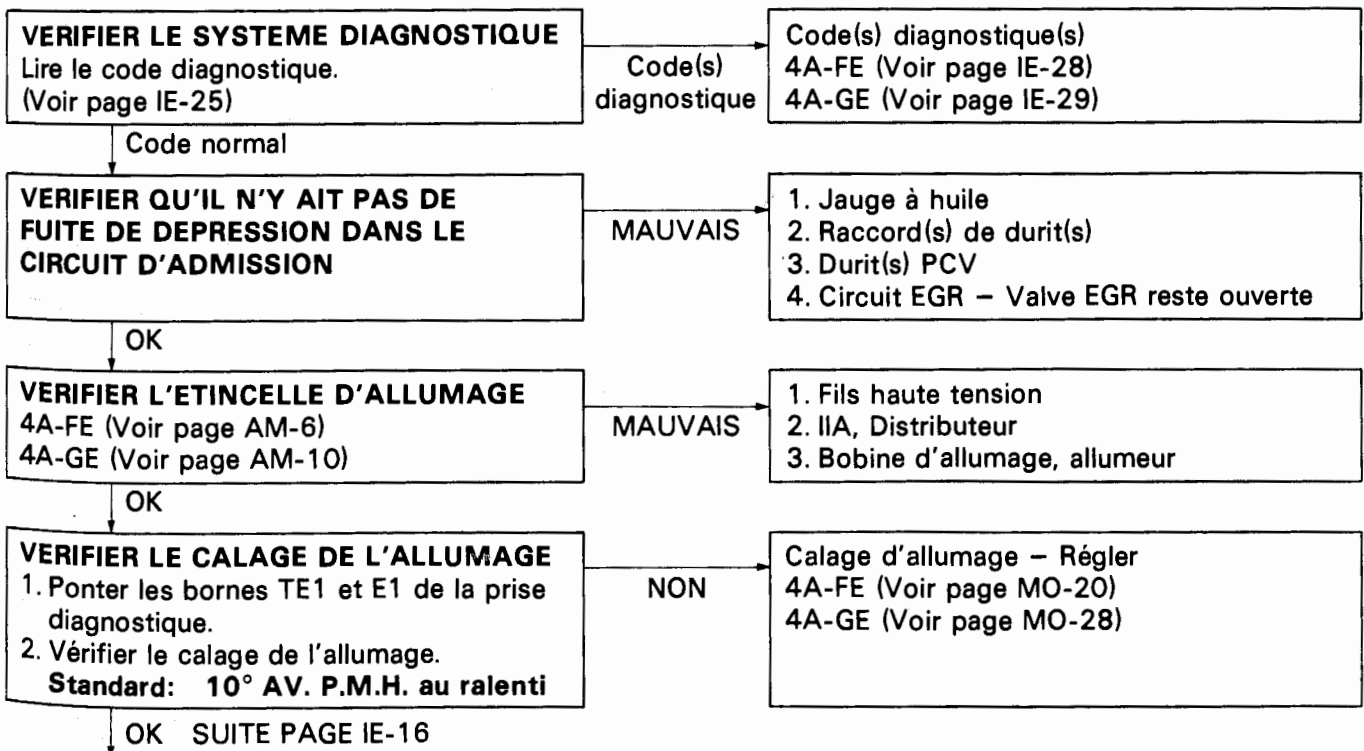 VERIFIER LE SYSTEME DIAGNOSTIQUE
Lire le code diagnostique.
(Voir page IE-25)
Code(s)
diagnostique
Code(s) diagnostique(s)
4A-FE (Voir page IE-28)
4A-GE (Voir page IE-29)
Code normal
VERIFIER QU'IL N'Y AIT PAS DE
FUITE DE DEPRESSION DANS LE
CIRCUIT D'ADMISSION
MAUVAIS
1. Jauge à huile
2. Raccord(s) de durit(s)
3. Durit(s) PCV
4. Circuit EGR – Valve EGR reste ouverte
OK
VERIFIER L'ETINCELLE D'ALLUMAGE
4A-FE (Voir page AM-6)
4A-GE (Voir page AM-10)
MAUVAIS
1. Fils haute tension
2. IIA, Distributeur
3. Bobine d'allumage, allumeur
OK
VERIFIER LE CALAGE DE L'ALLUMAGE
1. Ponter les bornes TE1 et E1 de la prise
diagnostique.
2. Vérifier le calage de l'allumage.
Standard: 10° AV. P.M.H. au ralenti
NON
Calage d'allumage – Régler
4A-FE (Voir page MO-20)
4A-GE (Voir page MO-28)
OK SUITE PAGE IE-16